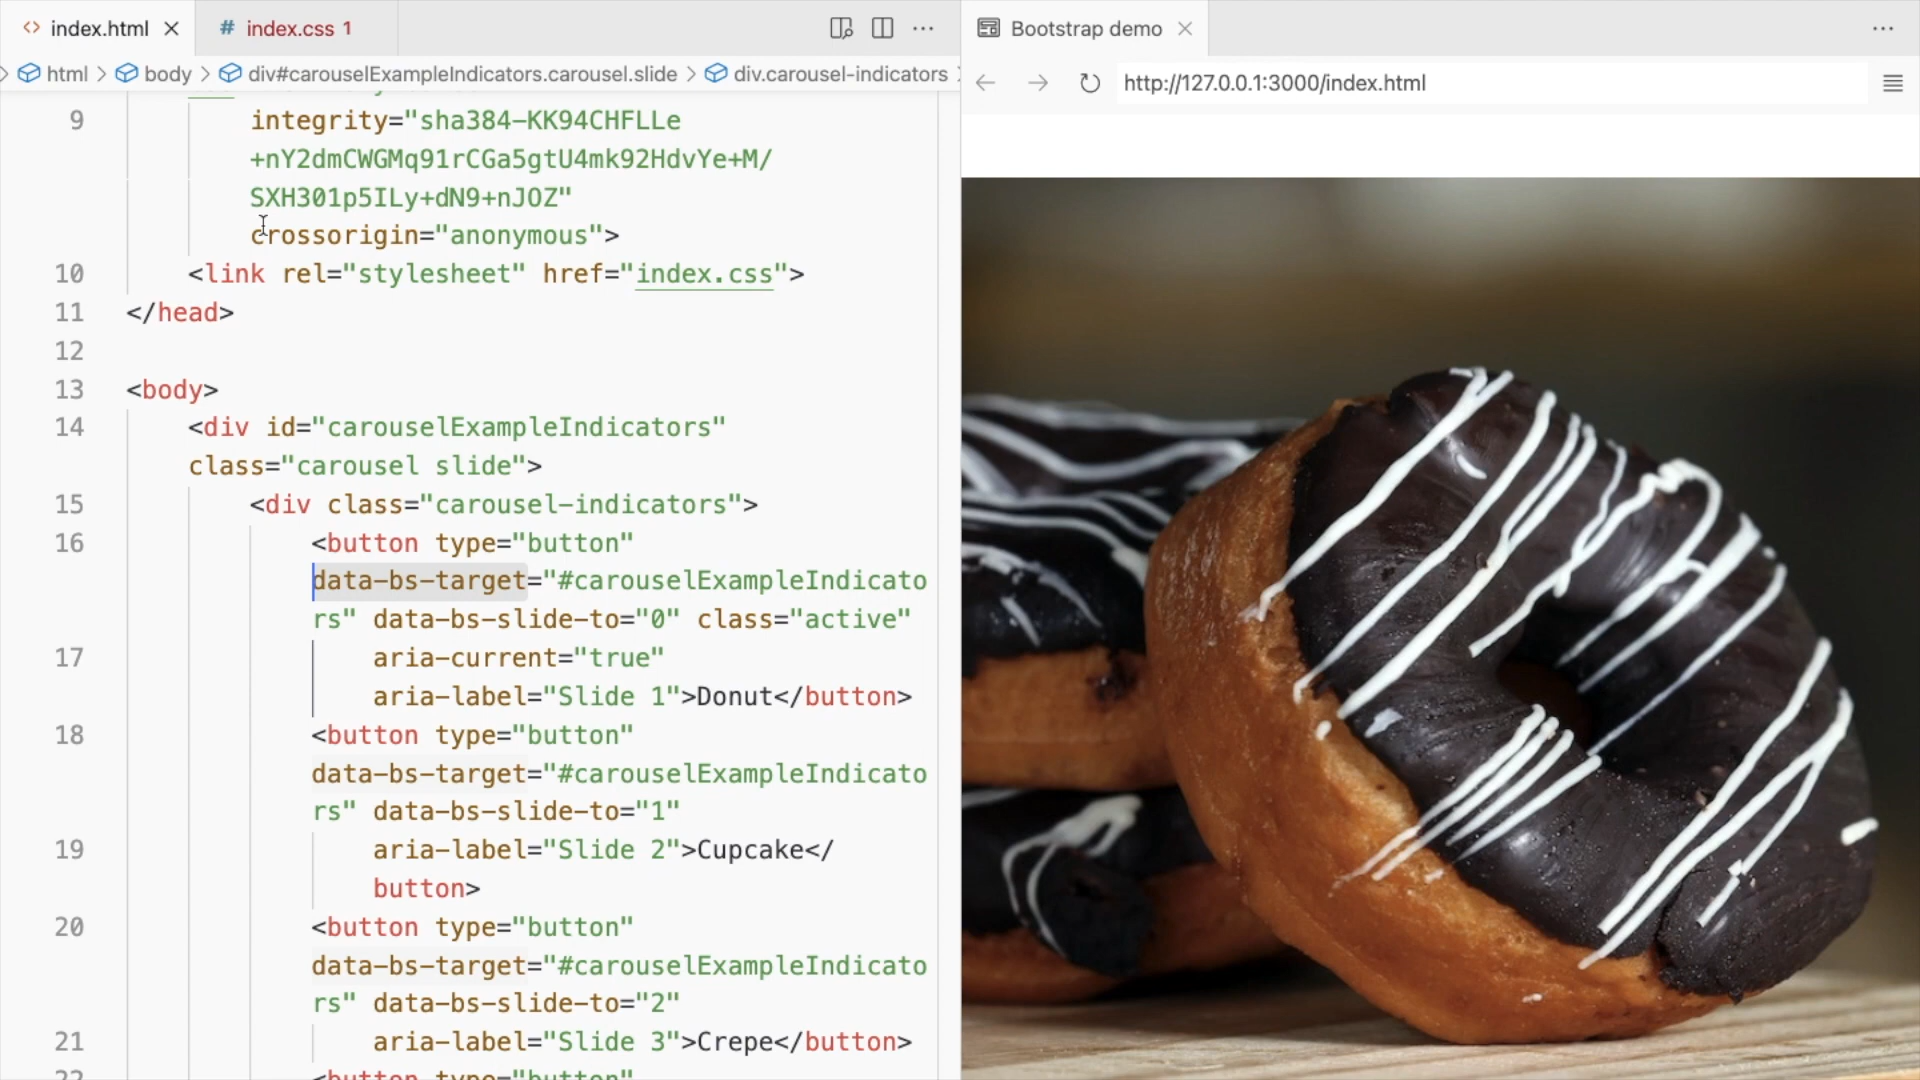 index.html
index.css 1
html > body > div#carouselExampleIndicators.carousel.slide > div.carousel-indicators
9 integrity="sha384-KK94CHFLLe
+nY2dmCWGMq91rCGa5gtU4mk92HdvYe+M/
SXH301p5ILy+dN9+nJOZ"
crossorigin="anonymous">
10 <link rel="stylesheet" href="index.css">
11 </head>
12
13 <body>
14 <div id="carouselExampleIndicators"
class="carousel slide">
15 <div class="carousel-indicators">
16 <button type="button"
data-bs-target="#carouselExampleIndicato
rs" data-bs-slide-to="0" class="active"
17 aria-current="true"
aria-label="Slide 1">Donut</button>
18 <button type="button"
data-bs-target="#carouselExampleIndicato
rs" data-bs-slide-to="1"
19 aria-label="Slide 2">Cupcake</
button>
20 <button type="button"
data-bs-target="#carouselExampleIndicato
rs" data-bs-slide-to="2"
21 aria-label="Slide 3">Crepe</button>
22 <button type="button"
Bootstrap demo
http://127.0.0.1:3000/index.html